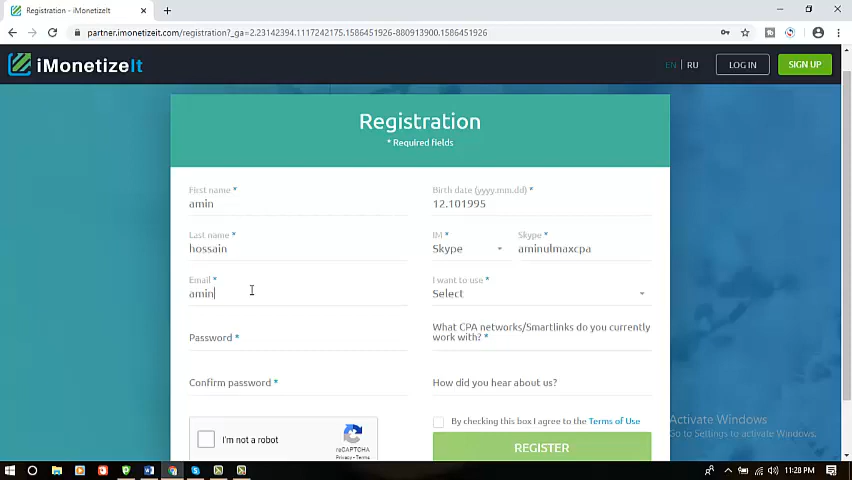 Registration - iMonetizeIt
partner.imonetizeit.com/registration?_ga=2.23142394.1117242175.1586451926-880913900.1586451926
iMonetizeIt
EN | RU
LOG IN
SIGN UP
Registration
* Required fields
First name *
amin
Birth date (yyyy.mm.dd) *
12.101995
Last name *
hossain
IM *
Skype
Skype *
aminulmaxcpa
Email *
amin
I want to use *
Select
Password *
What CPA networks/Smartlinks do you currently
work with? *
Confirm password *
How did you hear about us?
I'm not a robot
reCAPTCHA
Privacy - Terms
By checking this box I agree to the Terms of Use
REGISTER
Activate Windows
Go to Settings to activate Windows.
11:28 PM